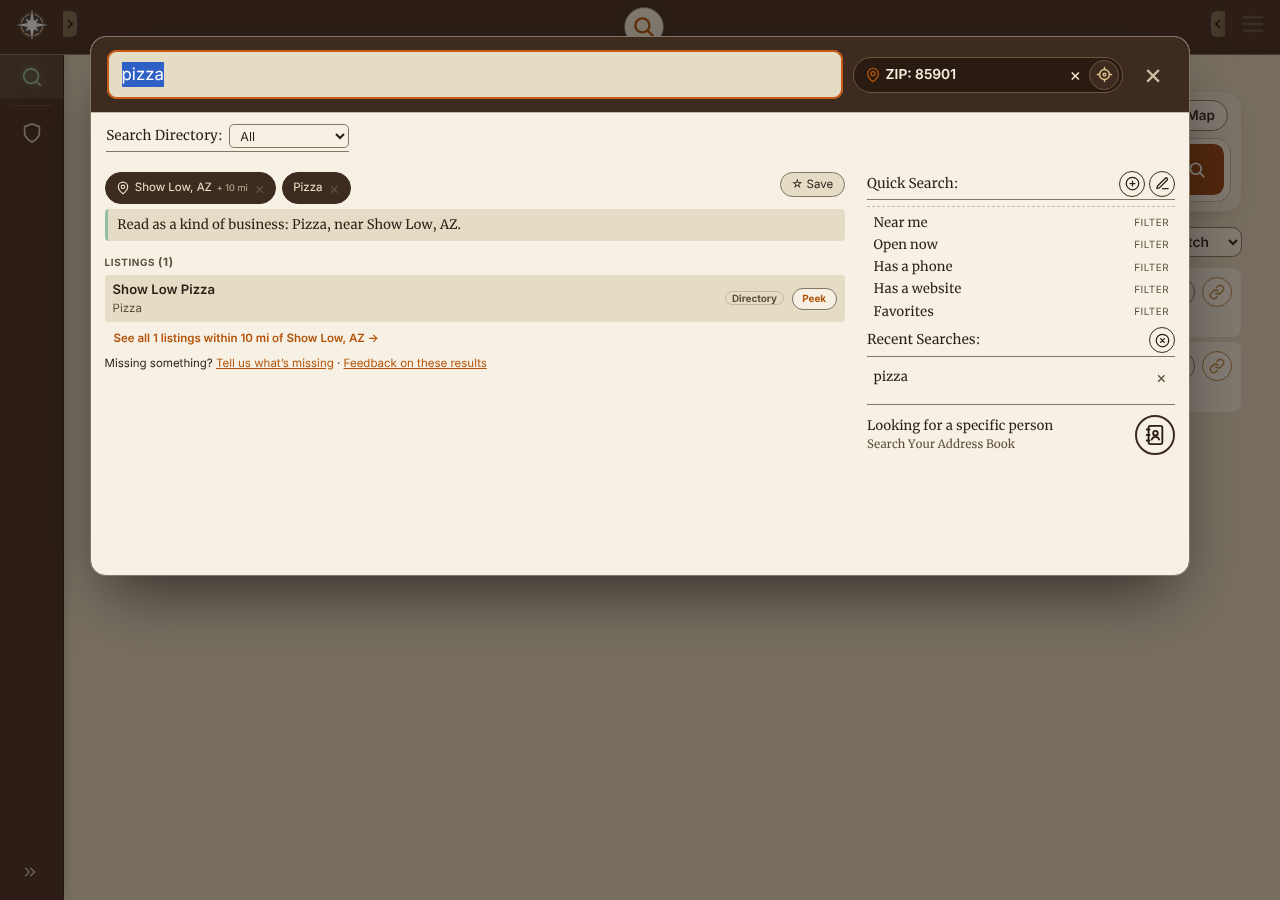 pizza
ZIP: 85901
Search Directory: All
Show Low, AZ + 10 mi
Pizza
Save
Read as a kind of business: Pizza, near Show Low, AZ.
LISTINGS (1)
Show Low Pizza
Pizza
Directory
Peek
See all 1 listings within 10 mi of Show Low, AZ →
Missing something? Tell us what's missing · Feedback on these results
Quick Search:
Near me FILTER
Open now FILTER
Has a phone FILTER
Has a website FILTER
Favorites FILTER
Recent Searches:
pizza
Looking for a specific person
Search Your Address Book
Map